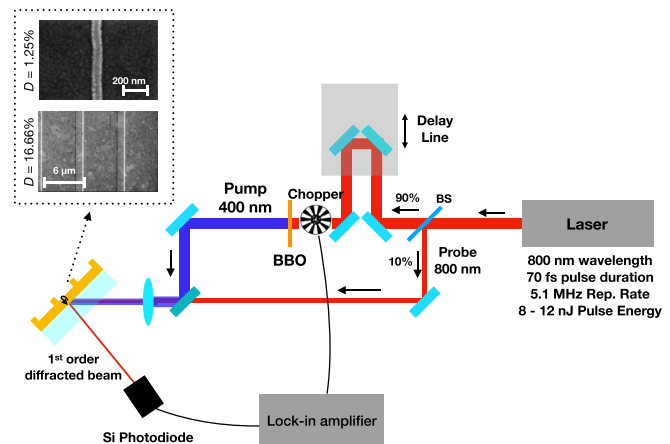 D = 1.25%
200 nm
D = 16.66%
6 μm
Delay
Line
Pump
400 nm
Chopper
90%
BS
Laser
BBO
10%
Probe
800 nm
800 nm wavelength
70 fs pulse duration
5.1 MHz Rep. Rate
8 - 12 nJ Pulse Energy
1st order
diffracted beam
Si Photodiode
Lock-in amplifier